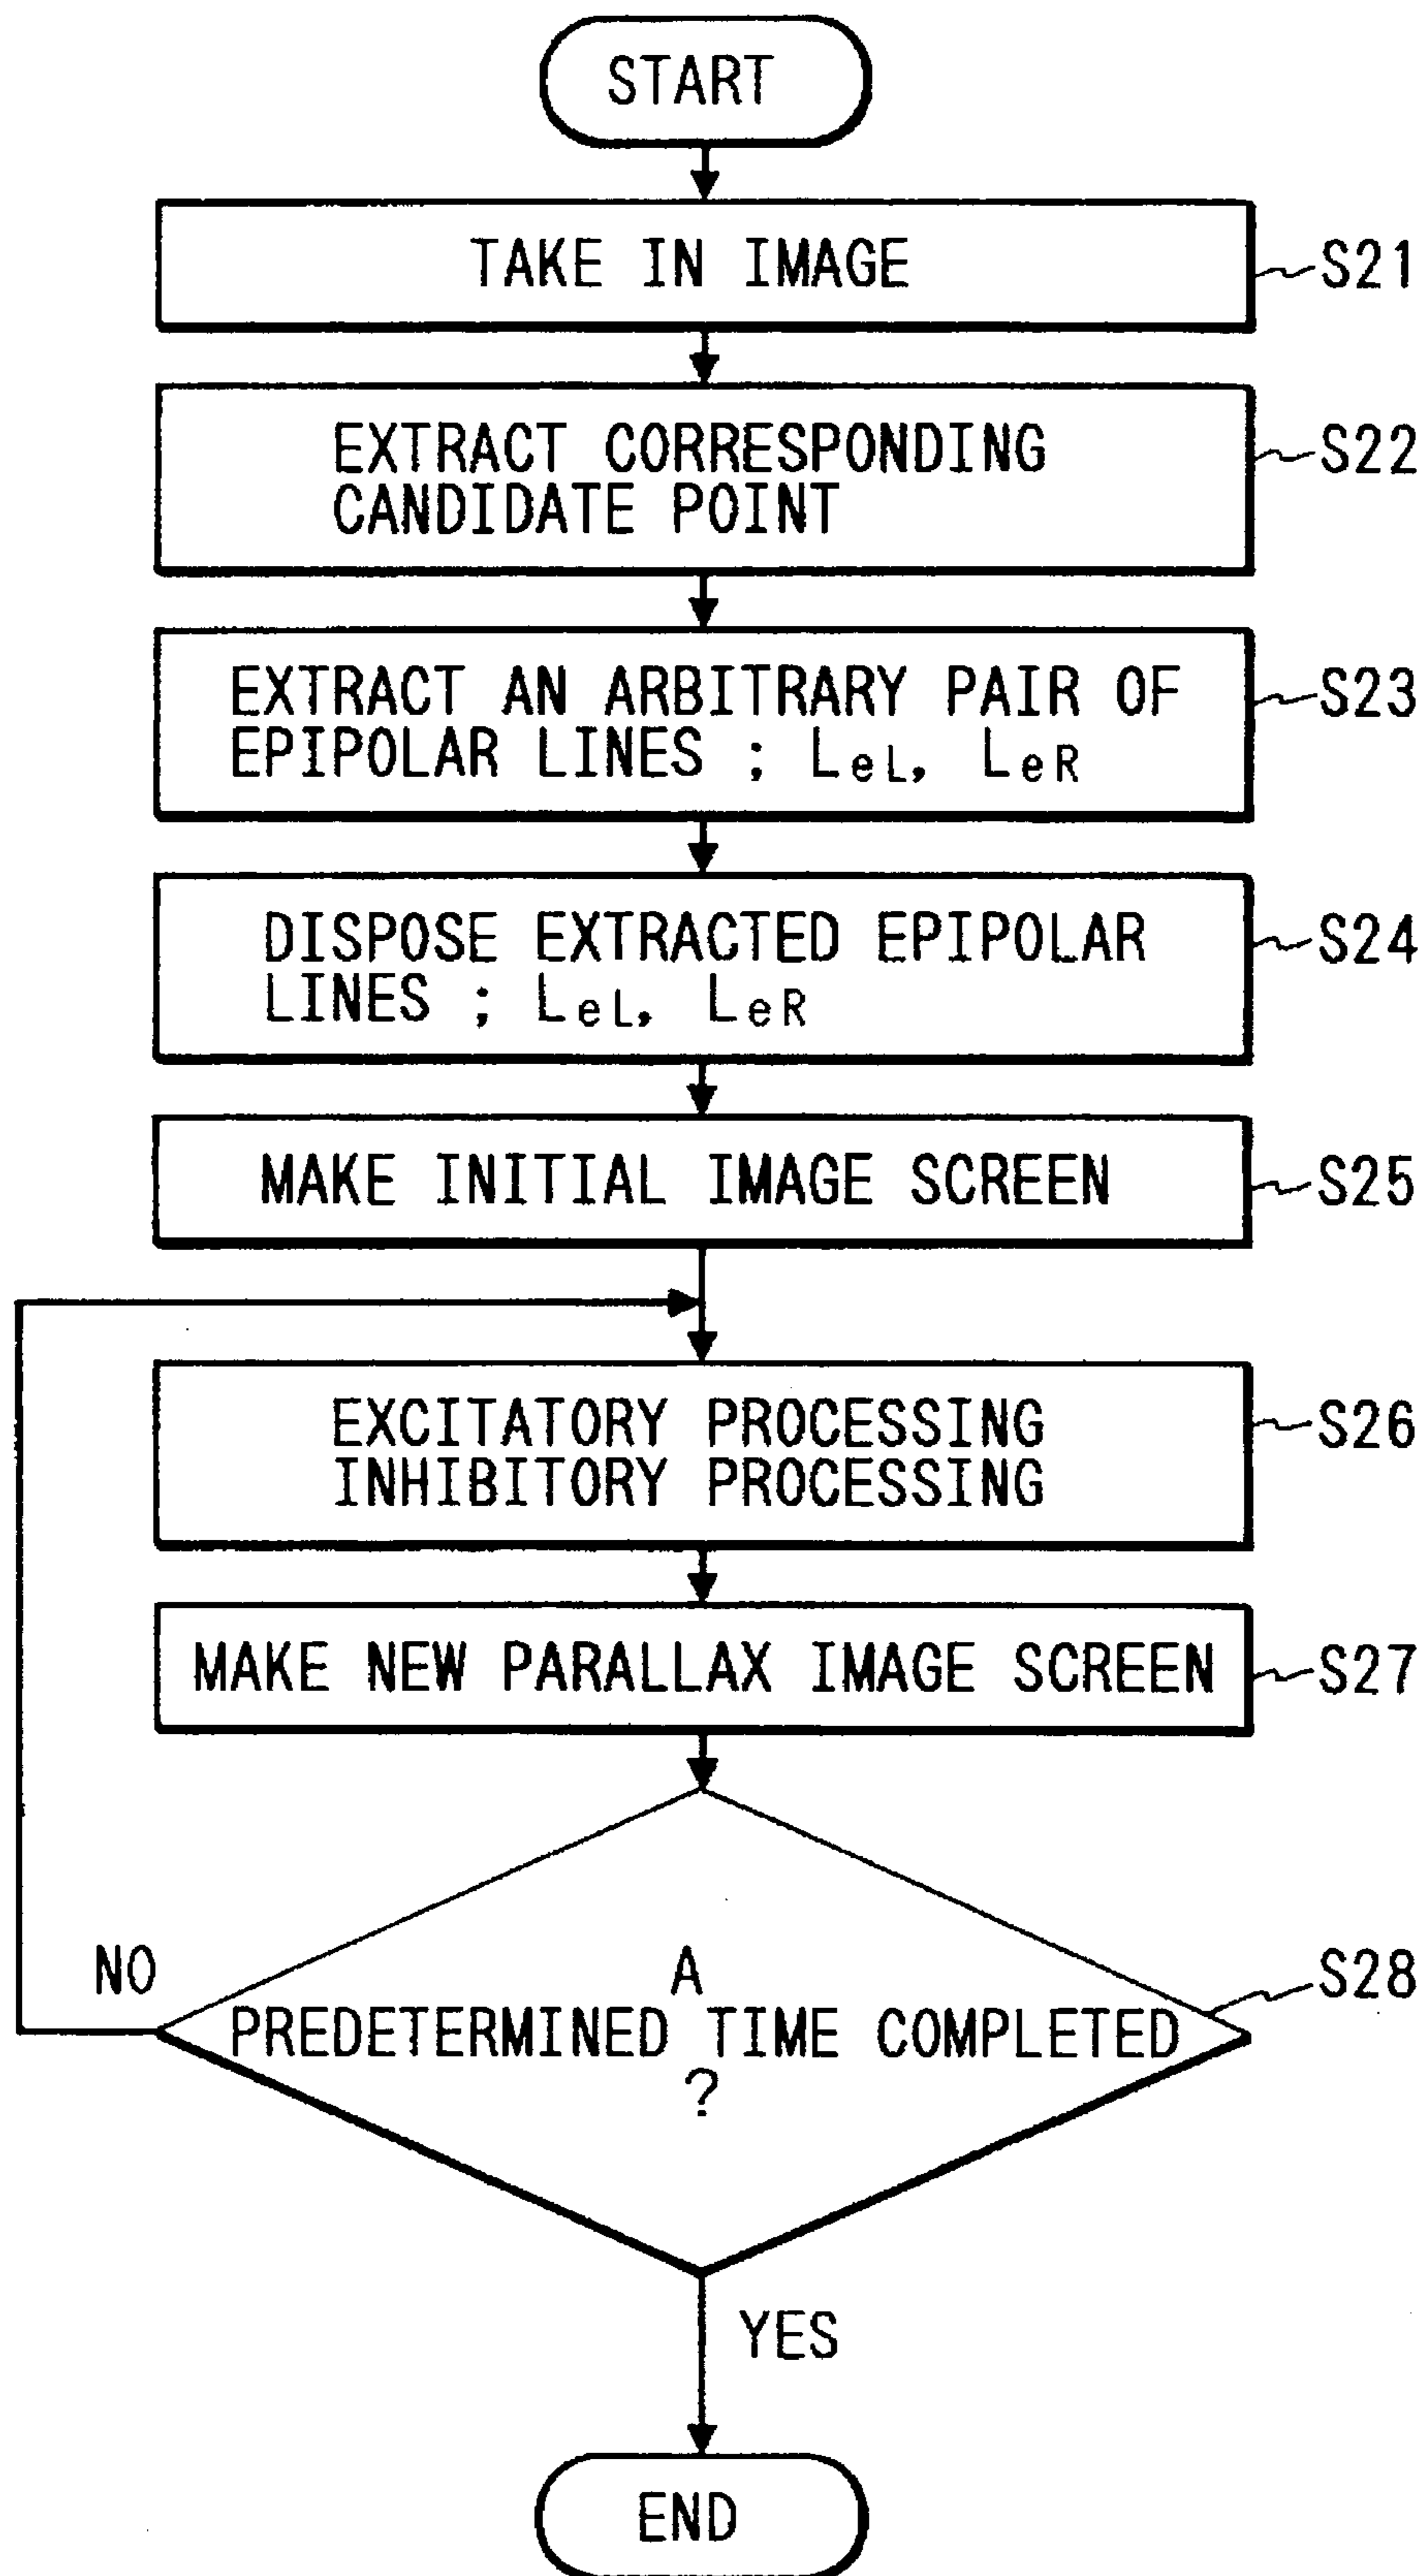 START
TAKE IN IMAGE
S21
EXTRACT CORRESPONDING
CANDIDATE POINT
S22
EXTRACT AN ARBITRARY PAIR OF
EPIPOLAR LINES ; LeL, LeR
S23
DISPOSE EXTRACTED EPIPOLAR
LINES ; LeL, LeR
S24
MAKE INITIAL IMAGE SCREEN
S25
EXCITATORY PROCESSING
INHIBITORY PROCESSING
S26
MAKE NEW PARALLAX IMAGE SCREEN
S27
NO
A
PREDETERMINED TIME COMPLETED
?
S28
YES
END